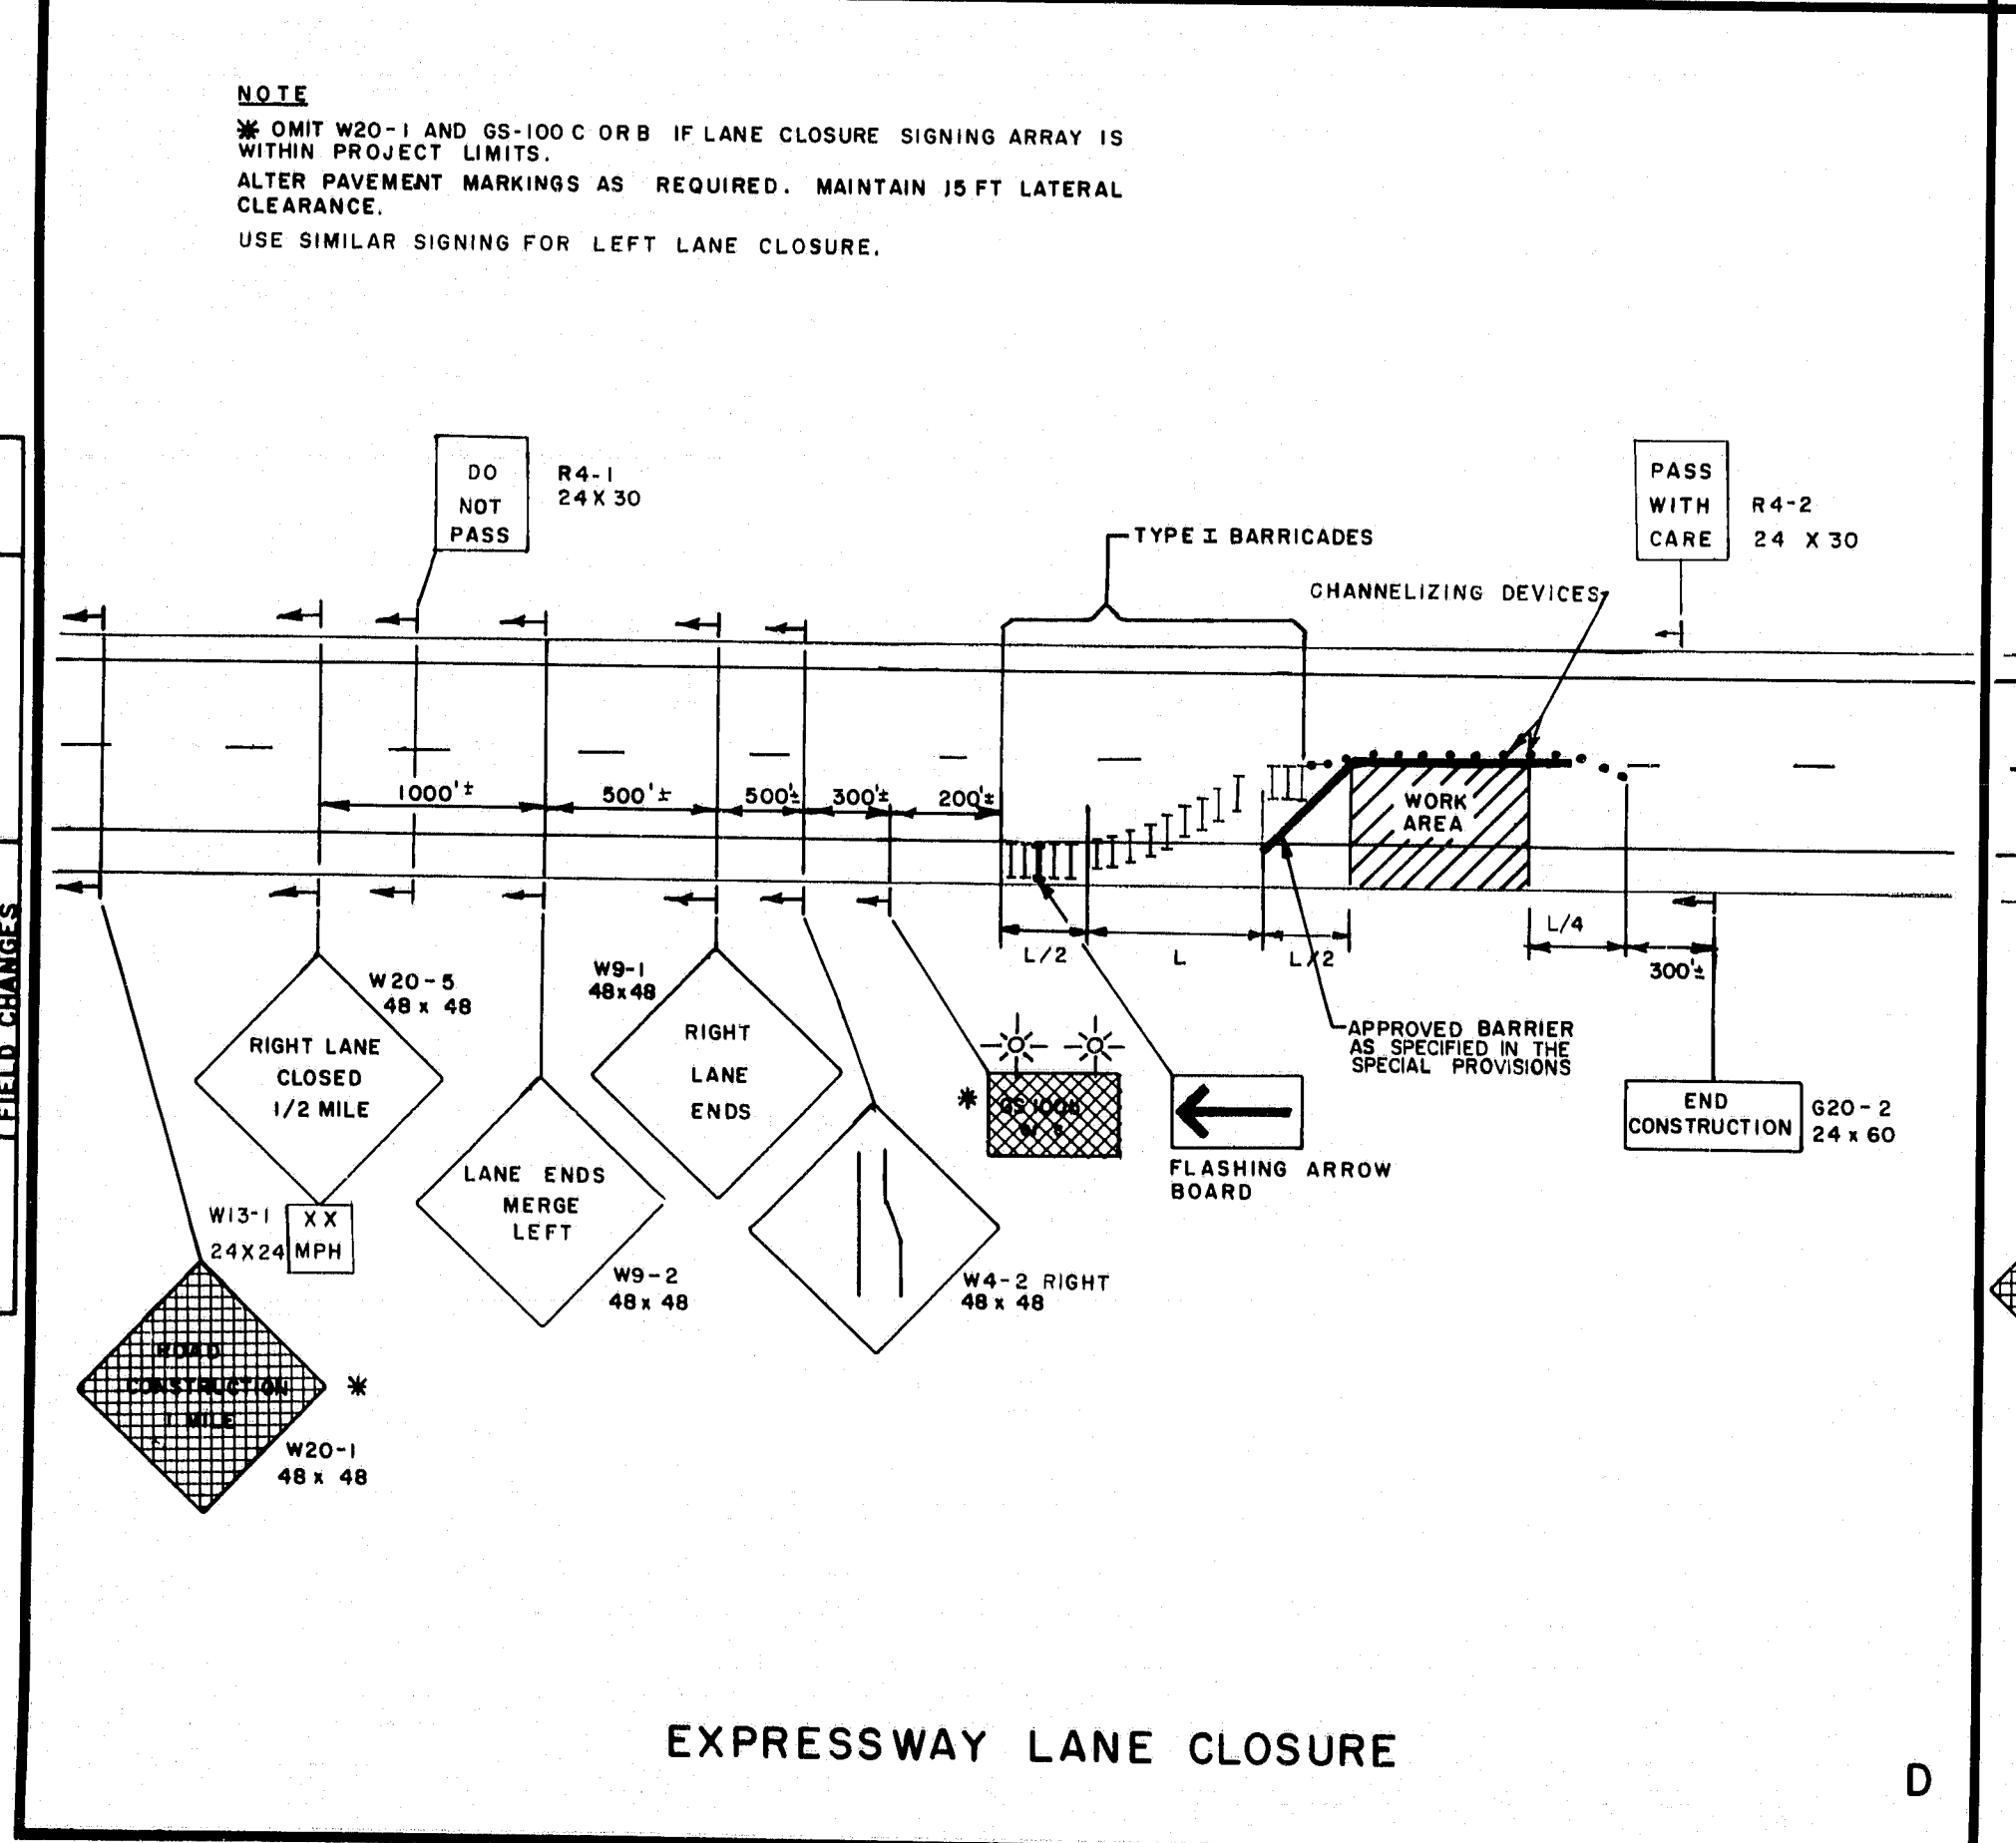 NOTE
✱ OMIT W20-1 AND GS-100 C OR B IF LANE CLOSURE SIGNING ARRAY IS
WITHIN PROJECT LIMITS.
ALTER PAVEMENT MARKINGS AS REQUIRED. MAINTAIN 15 FT LATERAL
CLEARANCE.
USE SIMILAR SIGNING FOR LEFT LANE CLOSURE.
DO
NOT
PASS
R4-1
24 X 30
TYPE I BARRICADES
CHANNELIZING DEVICES
PASS
WITH
CARE
R4-2
24 X 30
1000'±
500'±
500'±
300'±
200'±
WORK
AREA
L/2
L
L/2
L/4
300'±
FIELD CHANGES
W20-5
48 x 48
RIGHT LANE
CLOSED
1/2 MILE
W13-1
24X24
XX
MPH
ROAD
CONSTRUCTION
1 MILE
✱
W20-1
48 x 48
LANE ENDS
MERGE
LEFT
W9-2
48 x 48
W9-1
48x48
RIGHT
LANE
ENDS
W4-2 RIGHT
48 x 48
✱
FLASHING ARROW
BOARD
APPROVED BARRIER
AS SPECIFIED IN THE
SPECIAL PROVISIONS
END
CONSTRUCTION
G20-2
24 x 60
EXPRESSWAY LANE CLOSURE
D